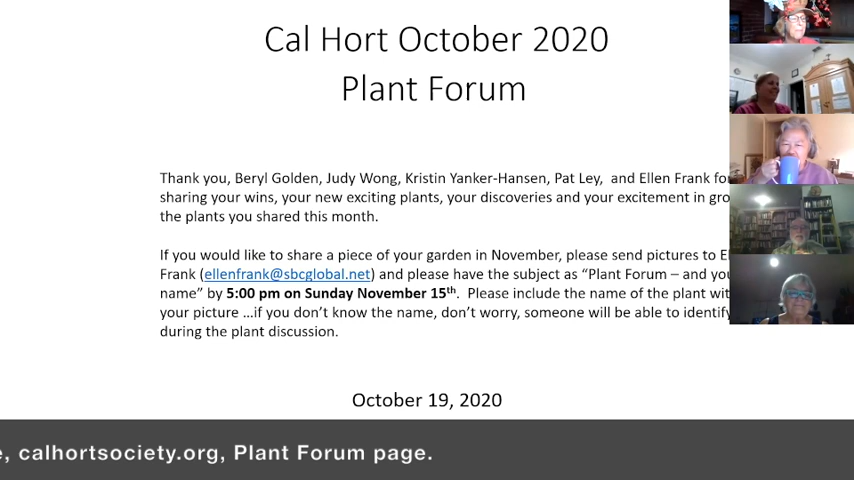 Cal Hort October 2020
Plant Forum
Thank you, Beryl Golden, Judy Wong, Kristin Yanker-Hansen, Pat Ley, and Ellen Frank for
sharing your wins, your new exciting plants, your discoveries and your excitement in
the plants you shared this month.
If you would like to share a piece of your garden in November, please send pictures to
Frank (ellenfrank@sbcglobal.net) and please have the subject as “Plant Forum – and
name” by 5:00 pm on Sunday November 15th. Please include the name of the plant
your picture …if you don’t know the name, don’t worry, someone will be able to identify
during the plant discussion.
October 19, 2020
, calhortsociety.org, Plant Forum page.